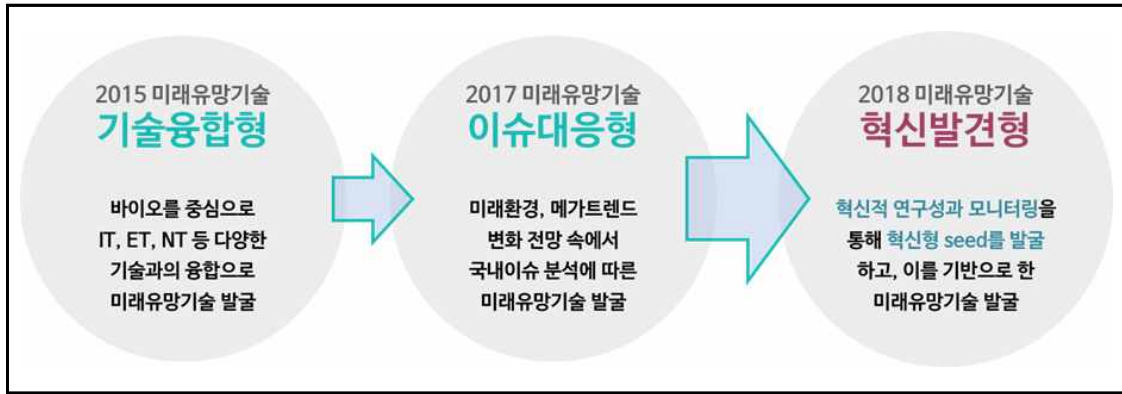 2015 미래유망기술
기술융합형
바이오를 중심으로
IT, ET, NT 등 다양한
기술과의 융합으로
미래유망기술 발굴
2017 미래유망기술
이슈대응형
미래환경, 메가트렌드
변화 전망 속에서
국내이슈 분석에 따른
미래유망기술 발굴
2018 미래유망기술
혁신발견형
혁신적 연구성과 모니터링을
통해 혁신형 seed를 발굴
하고, 이를 기반으로 한
미래유망기술 발굴